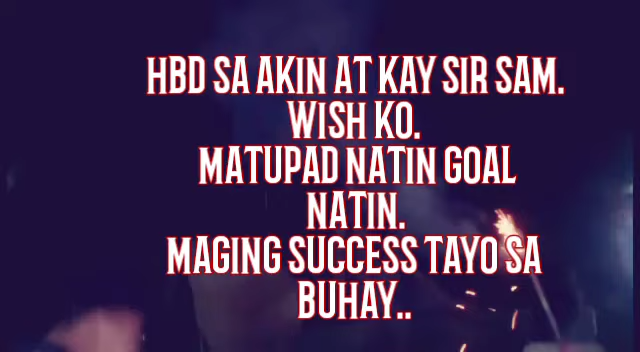 HBD SA AKIN AT KAY SIR SAM.
WISH KO.
MATUPAD NATIN GOAL
NATIN.
MAGING SUCCESS TAYO SA
BUHAY..